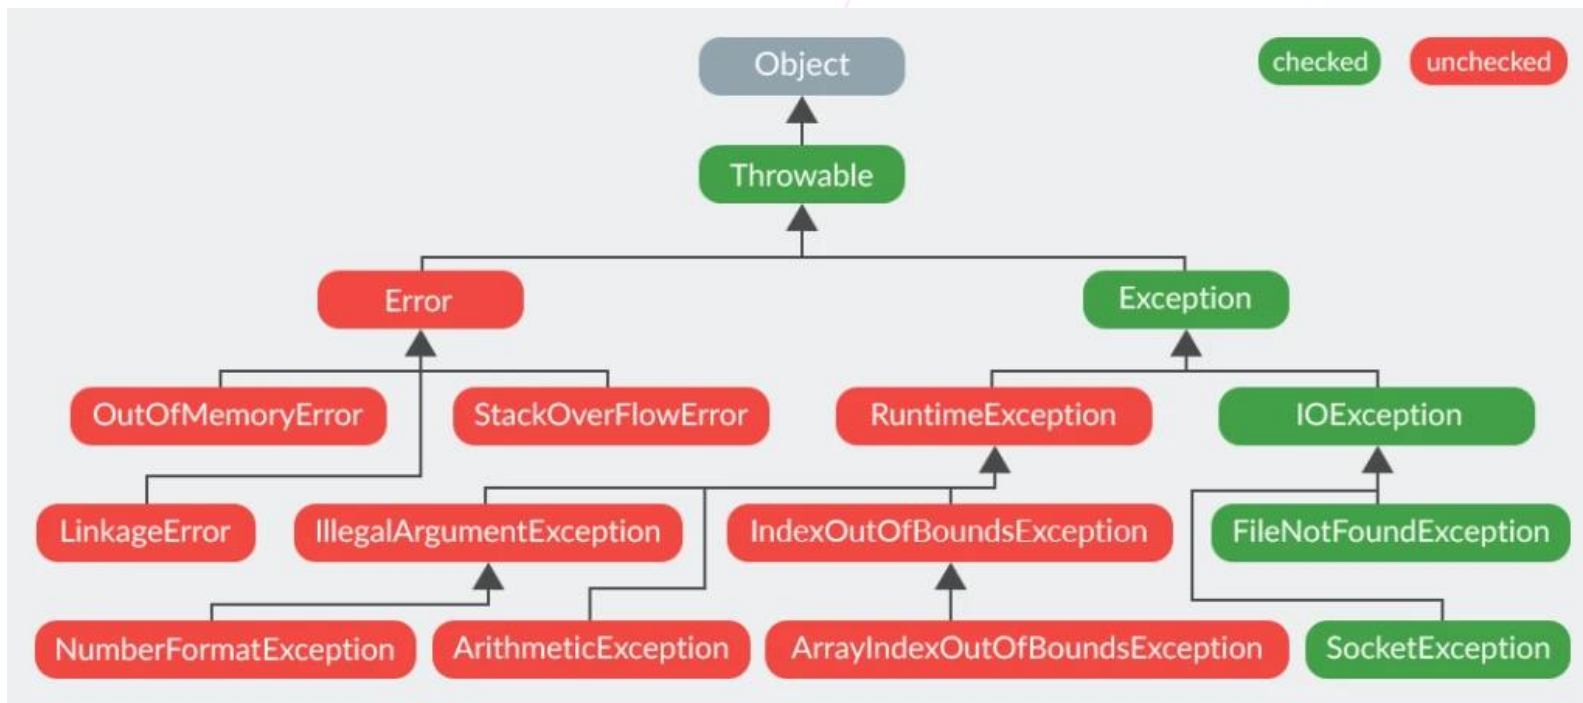 Object
checked
unchecked
Throwable
Error
Exception
OutOfMemoryError
StackOverFlowError
RuntimeException
IOException
LinkageError
IllegalArgumentException
IndexOutOfBoundsException
FileNotFoundException
NumberFormatException
ArithmeticException
ArrayIndexOutOfBoundsException
SocketException